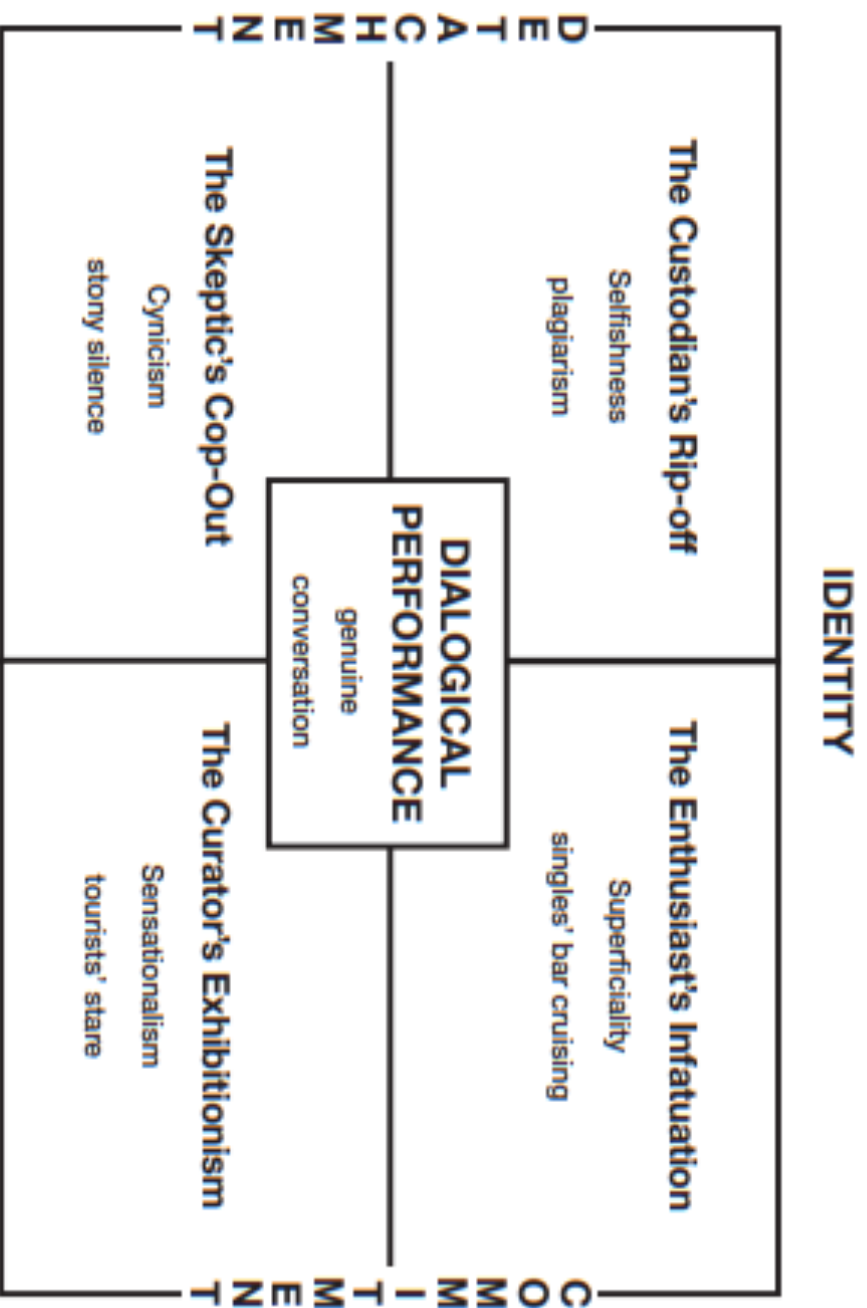 IDENTITY
The Custodian's Rip-off
Selfishness
plagiarism
The Enthusiast's Infatuation
Superficiality
singles' bar cruising
DETACHMENT
DIALOGICAL
PERFORMANCE
genuine
conversation
COMMITMENT
The Skeptic's Cop-Out
Cynicism
stony silence
The Curator's Exhibitionism
Sensationalism
tourists' stare